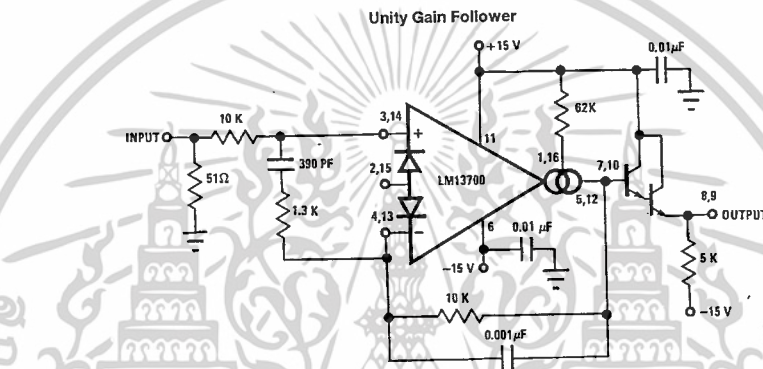 Unity Gain Follower
+15 V
0.01μF
62K
10 K
3,14
INPUT
+
11
1,16
7,10
390 PF
2,15
LM13700
51Ω
5,12
8,9
OUTPUT
1.3 K
4,13
−
6
0.01 μF
5 K
−15 V
10 K
−15 V
0.001μF